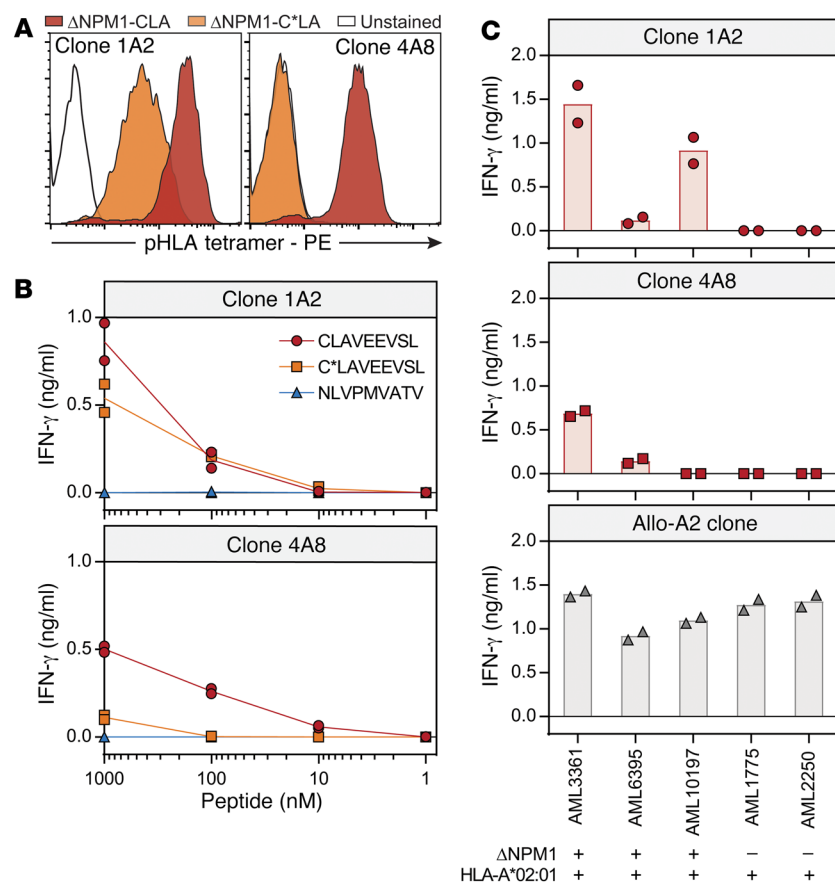 A
ΔNPM1-CLA ΔNPM1-C*LA Unstained
Clone 1A2 Clone 4A8
pHLA tetramer - PE
B
Clone 1A2
1.0
0.5
0.0
IFN-γ (ng/ml)
CLAVEEVSL
C*LAVEEVSL
NLVPMVATV
Clone 4A8
1.0
0.5
0.0
IFN-γ (ng/ml)
1000 100 10 1
Peptide (nM)
C
Clone 1A2
2.0
1.5
1.0
0.5
0.0
IFN-γ (ng/ml)
Clone 4A8
2.0
1.5
1.0
0.5
0.0
IFN-γ (ng/ml)
Allo-A2 clone
2.0
1.5
1.0
0.5
0.0
IFN-γ (ng/ml)
AML3361 AML6395 AML10197 AML1775 AML2250
ΔNPM1 + + + − −
HLA-A*02:01 + + + + +